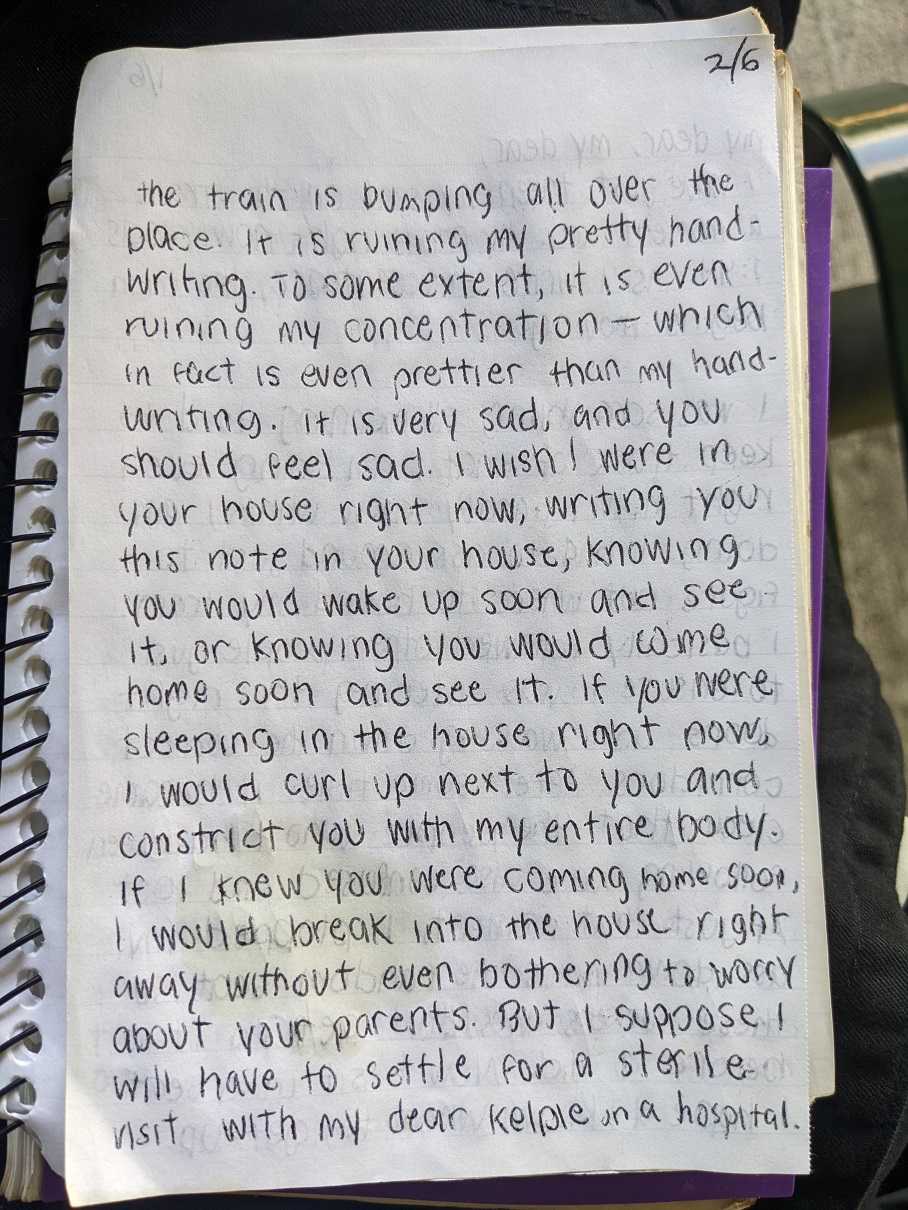 2/6
the train is bumping all over the
place. It is ruining my pretty hand-
writing. To some extent, it is even
ruining my concentration — which
in fact is even prettier than my hand-
writing. It is very sad, and you
should feel sad. I wish I were in
your house right now, writing you
this note in your house, knowing
you would wake up soon and see
it, or knowing you would come
home soon and see it. If you were
sleeping in the house right now,
I would curl up next to you and
constrict you with my entire body.
If I knew you were coming home soon,
I would break into the house right
away without even bothering to worry
about your parents. But I suppose I
will have to settle for a sterile
visit with my dear Kelpie in a hospital.